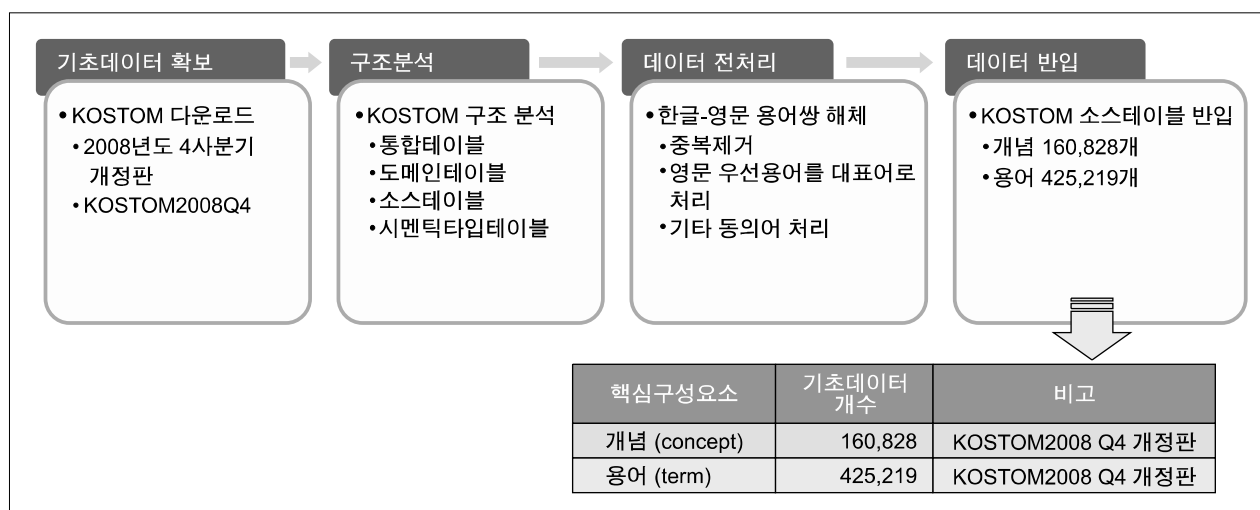 기초데이터 확보
• KOSTOM 다운로드
• 2008년도 4사분기
개정판
• KOSTOM2008Q4
구조분석
• KOSTOM 구조 분석
• 통합테이블
• 도메인테이블
• 소스테이블
• 시멘틱타입테이블
데이터 전처리
• 한글-영문 용어쌍 해체
• 중복제거
• 영문 우선용어를 대표어로
처리
• 기타 동의어 처리
데이터 반입
• KOSTOM 소스테이블 반입
• 개념 160,828개
• 용어 425,219개
핵심구성요소 기초데이터 개수 비고
개념 (concept) 160,828 KOSTOM2008 Q4 개정판
용어 (term) 425,219 KOSTOM2008 Q4 개정판